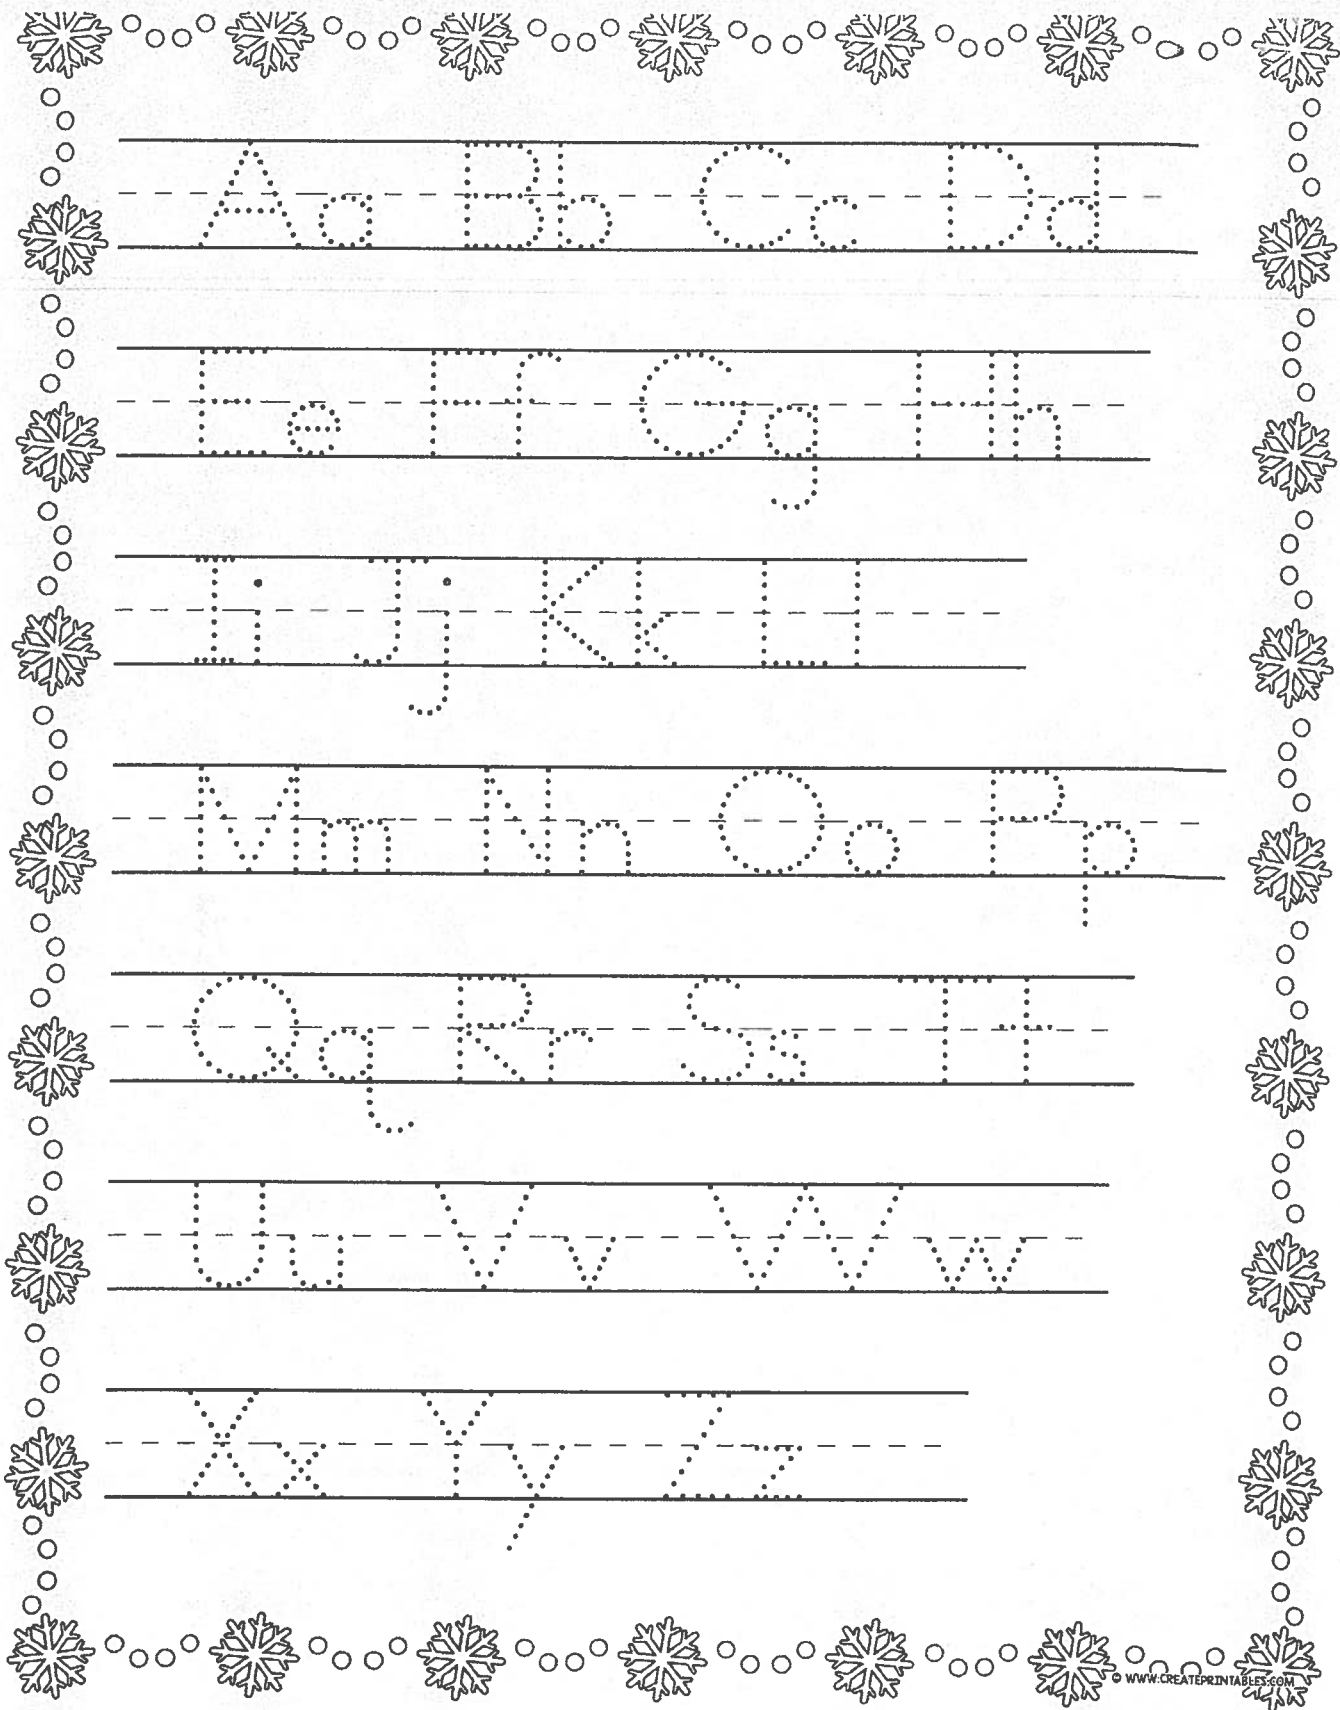 Aa Bb Cc Dd
Ee Ff Gg Hh
Ii Jj Kk Ll
Mm Nn Oo Pp
Qq Rr Ss Tt
Uu Vv Ww
Xx Yy Zz
© WWW.CREATEPRINTABLES.COM